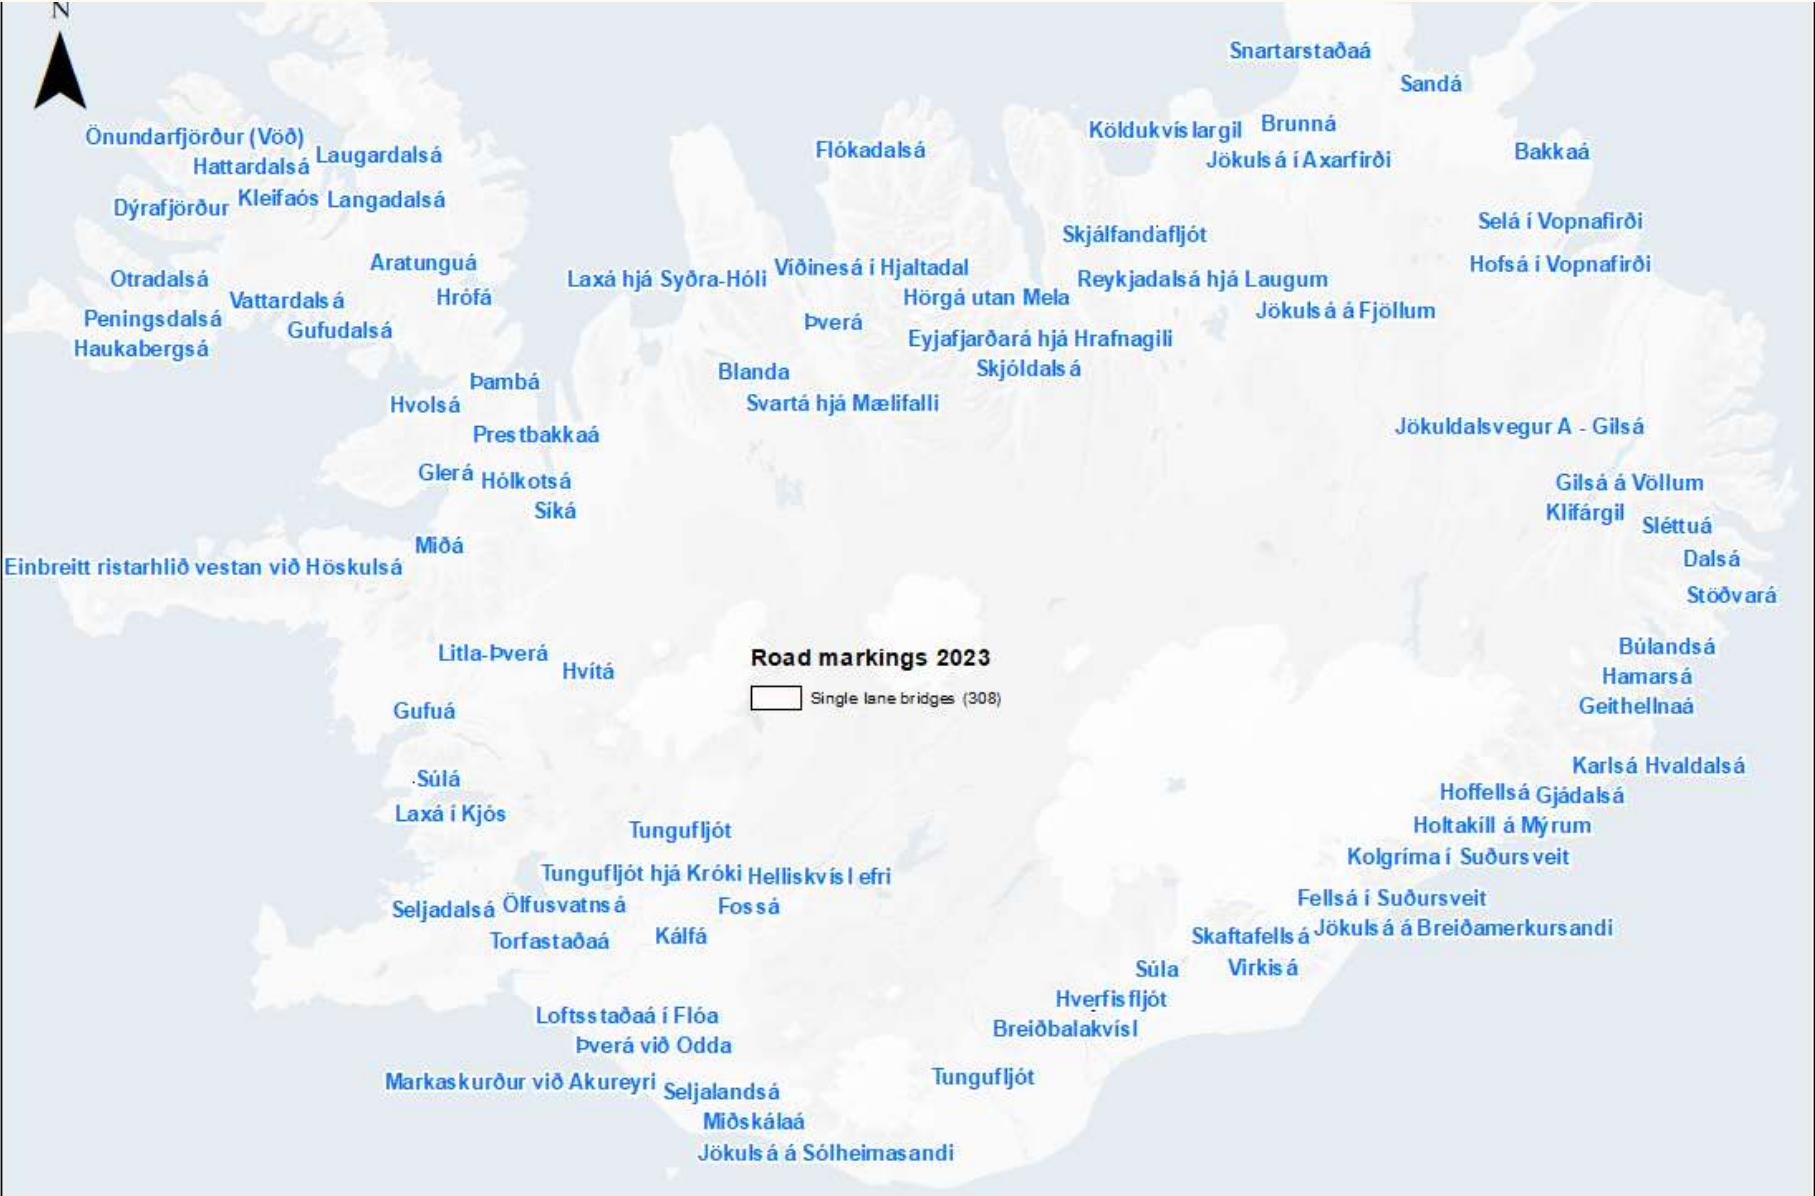 N
Snartarstaðaá
Sandá
Önundarfjörður (Vöð)
Hattardalsá
Laugardalsá
Flókadalsá
Köldukvíslargil
Brunná
Jökulsá í Axarfirði
Bakkaá
Dýrafjörður
Kleifaós
Langadalsá
Skjálfandafljót
Selá í Vopnafirði
Otradalsá
Aratunguá
Laxá hjá Syðra-Hóli
Víðinesá í Hjaltadal
Reykjadalsá hjá Laugum
Hofsá í Vopnafirði
Vattardalsá
Hrófá
Hörgá utan Mela
Jökulsá á Fjöllum
Peningsdalsá
Gufudalsá
Þverá
Eyjafjarðará hjá Hrafnagili
Haukabergsá
Skjóldalsá
Þambá
Blanda
Hvolsá
Svartá hjá Mælifalli
Prestbakkaá
Jökuldalsvegur A - Gilsá
Glerá
Hólkotsá
Gilsá á Völlum
Síká
Klifárgil
Sléttuá
Miðá
Einbreitt ristarhlið vestan við Höskulsá
Dalsá
Stöðvará
Litla-Þverá
Hvítá
Road markings 2023
Single lane bridges (308)
Búlandsá
Hamarsá
Geithellnaá
Gufuá
Súlá
Karlsá Hvaldalsá
Hoffellsá
Gjádalsá
Laxá í Kjós
Tungufljót
Holtakíll á Mýrum
Kolgríma í Suðursveit
Tungufljót hjá Króki
Helliskvísl efri
Seljadalsá
Ölfusvatnsá
Fossá
Fellsá í Suðursveit
Torfastaðaá
Kálfá
Skaftafellsá
Jökulsá á Breiðamerkursandi
Súla
Virkisá
Hverfisfljót
Loftsstaðaá í Flóa
Breiðbalakvísl
Þverá við Odda
Markaskurður við Akureyri
Seljalandsá
Tungufljót
Miðskálaá
Jökulsá á Sólheimasandi